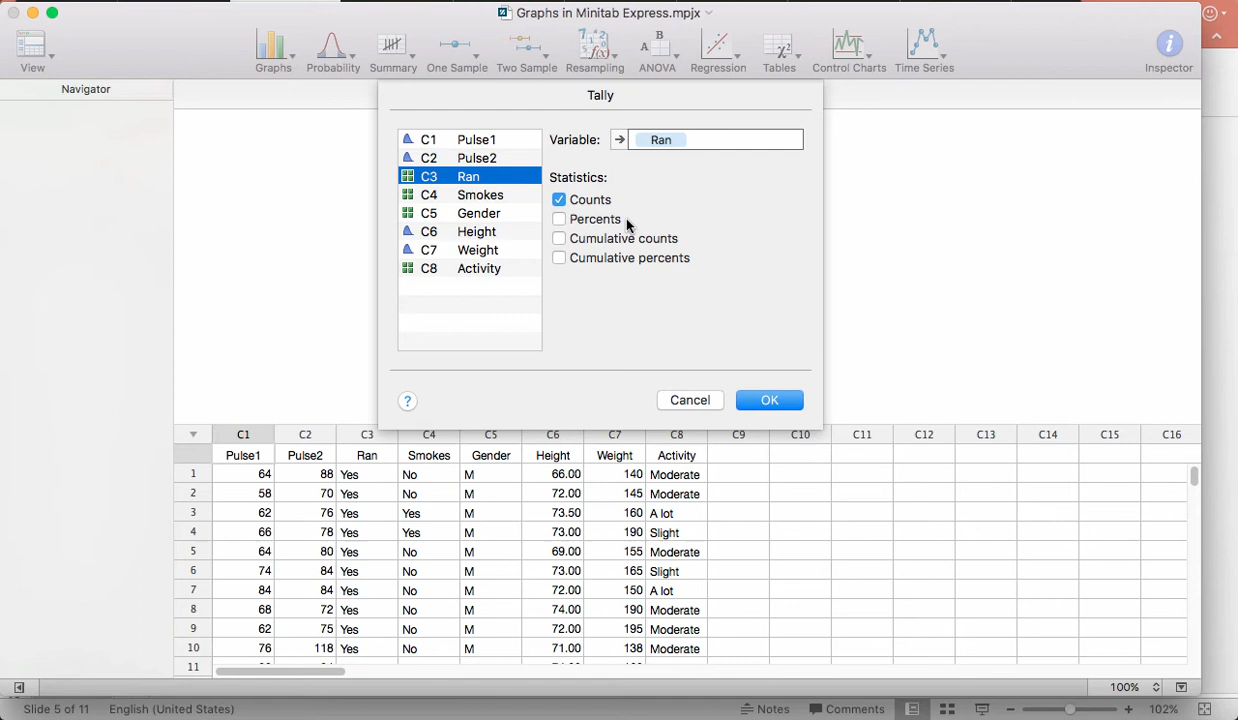 Graphs in Minitab Express.mpjx
View Graphs Probability Summary One Sample Two Sample Resampling ANOVA Regression Tables Control Charts Time Series Inspector
Navigator
Tally
C1 Pulse1
C2 Pulse2
C3 Ran
C4 Smokes
C5 Gender
C6 Height
C7 Weight
C8 Activity
Variable: Ran
Statistics:
Counts
Percents
Cumulative counts
Cumulative percents
? Cancel OK
C1 C2 C3 C4 C5 C6 C7 C8 C9 C10 C11 C12 C13 C14 C15 C16
Pulse1 Pulse2 Ran Smokes Gender Height Weight Activity
1 64 88 Yes No M 66.00 140 Moderate
2 58 70 Yes No M 72.00 145 Moderate
3 62 76 Yes Yes M 73.50 160 A lot
4 66 78 Yes Yes M 73.00 190 Slight
5 64 80 Yes No M 69.00 155 Moderate
6 74 84 Yes No M 73.00 165 Slight
7 84 84 Yes No M 72.00 150 A lot
8 68 72 Yes No M 74.00 190 Moderate
9 62 75 Yes No M 72.00 195 Moderate
10 76 118 Yes No M 71.00 138 Moderate
11
100%
Slide 5 of 11 English (United States) Notes Comments 102%